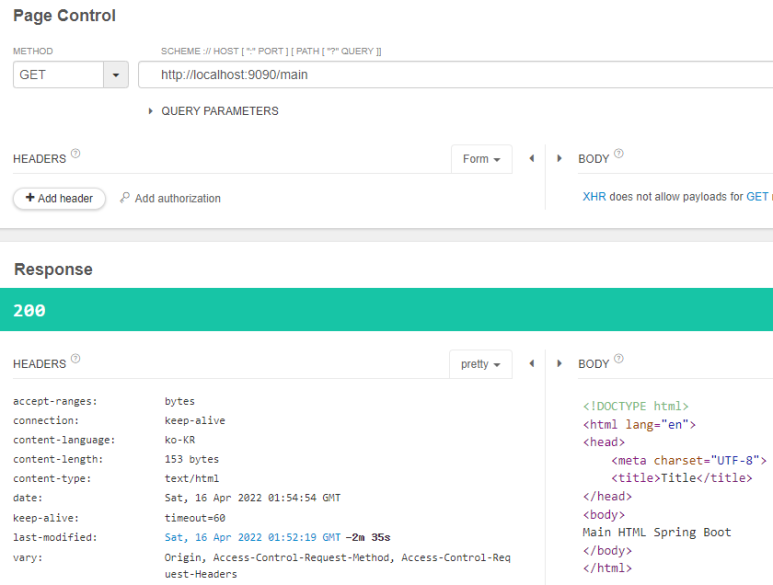 Page Control
METHOD
SCHEME :// HOST [ ":" PORT ] [ PATH [ "?" QUERY ]]
GET
http://localhost:9090/main
QUERY PARAMETERS
HEADERS ?
Form
BODY ?
+ Add header
Add authorization
XHR does not allow payloads for GET
Response
200
HEADERS ?
pretty
BODY ?
accept-ranges: bytes
connection: keep-alive
content-language: ko-KR
content-length: 153 bytes
content-type: text/html
date: Sat, 16 Apr 2022 01:54:54 GMT
keep-alive: timeout=60
last-modified: Sat, 16 Apr 2022 01:52:19 GMT -2m 35s
vary: Origin, Access-Control-Request-Method, Access-Control-Req
uest-Headers
<!DOCTYPE html>
<html lang="en">
<head>
<meta charset="UTF-8">
<title>Title</title>
</head>
<body>
Main HTML Spring Boot
</body>
</html>